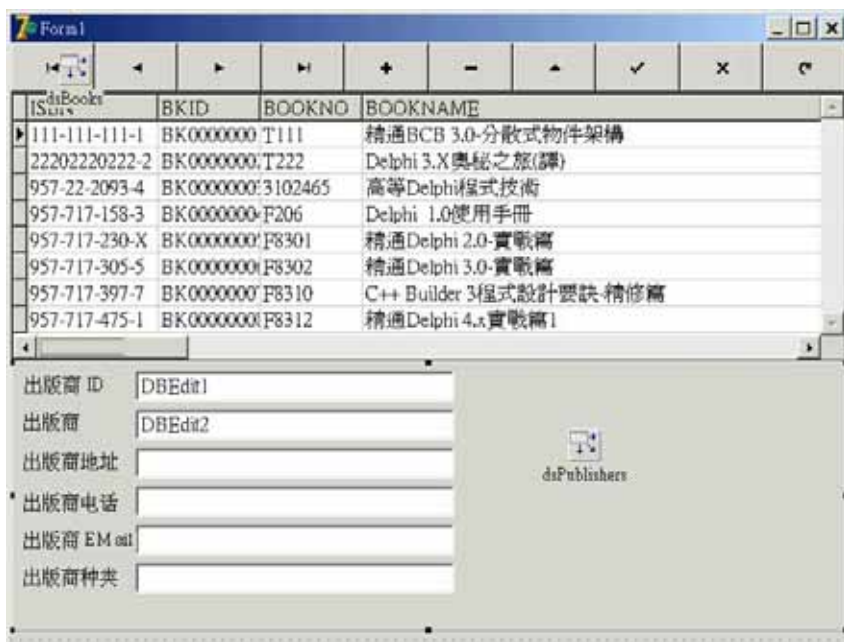 Form1
dsBooks
BKID BOOKNO BOOKNAME
111-111-111-1 BK0000000 T111 精通BCB 3.0-分散式物件架構
22202220222-2 BK0000000 T222 Delphi 3.X奧秘之旅(譯)
957-22-2093-4 BK0000000 3102465 高等Delphi程式技術
957-717-158-3 BK0000000 F206 Delphi 1.0使用手冊
957-717-230-X BK0000000 F8301 精通Delphi 2.0-實戰篇
957-717-305-5 BK0000000 F8302 精通Delphi 3.0-實戰篇
957-717-397-7 BK0000000 F8310 C++ Builder 3程式設計要訣-精修篇
957-717-475-1 BK0000000 F8312 精通Delphi 4.x實戰篇1
出版商 ID DBEdit1
出版商 DBEdit2
出版商地址
dsPublishers
出版商电话
出版商 EMail
出版商种类